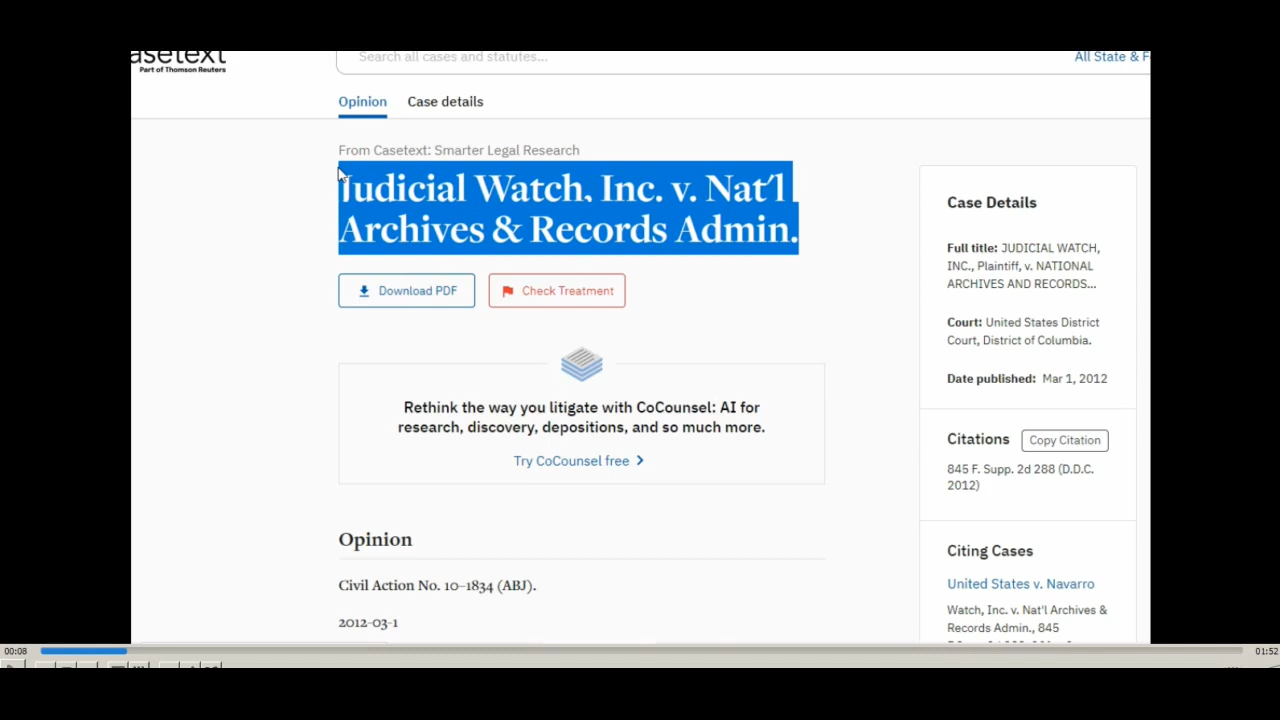 asetext
Part of Thomson Reuters
Search all cases and statutes...
All State & F
Opinion
Case details
From Casetext: Smarter Legal Research
Judicial Watch, Inc. v. Nat'l
Archives & Records Admin.
Download PDF
Check Treatment
Rethink the way you litigate with CoCounsel: AI for
research, discovery, depositions, and so much more.
Try CoCounsel free
Opinion
Civil Action No. 10–1834 (ABJ).
2012-03-1
Case Details
Full title: JUDICIAL WATCH,
INC., Plaintiff, v. NATIONAL
ARCHIVES AND RECORDS...
Court: United States District
Court, District of Columbia.
Date published: Mar 1, 2012
Citations
Copy Citation
845 F. Supp. 2d 288 (D.D.C.
2012)
Citing Cases
United States v. Navarro
Watch, Inc. v. Nat'l Archives &
Records Admin., 845
00:08
01:52